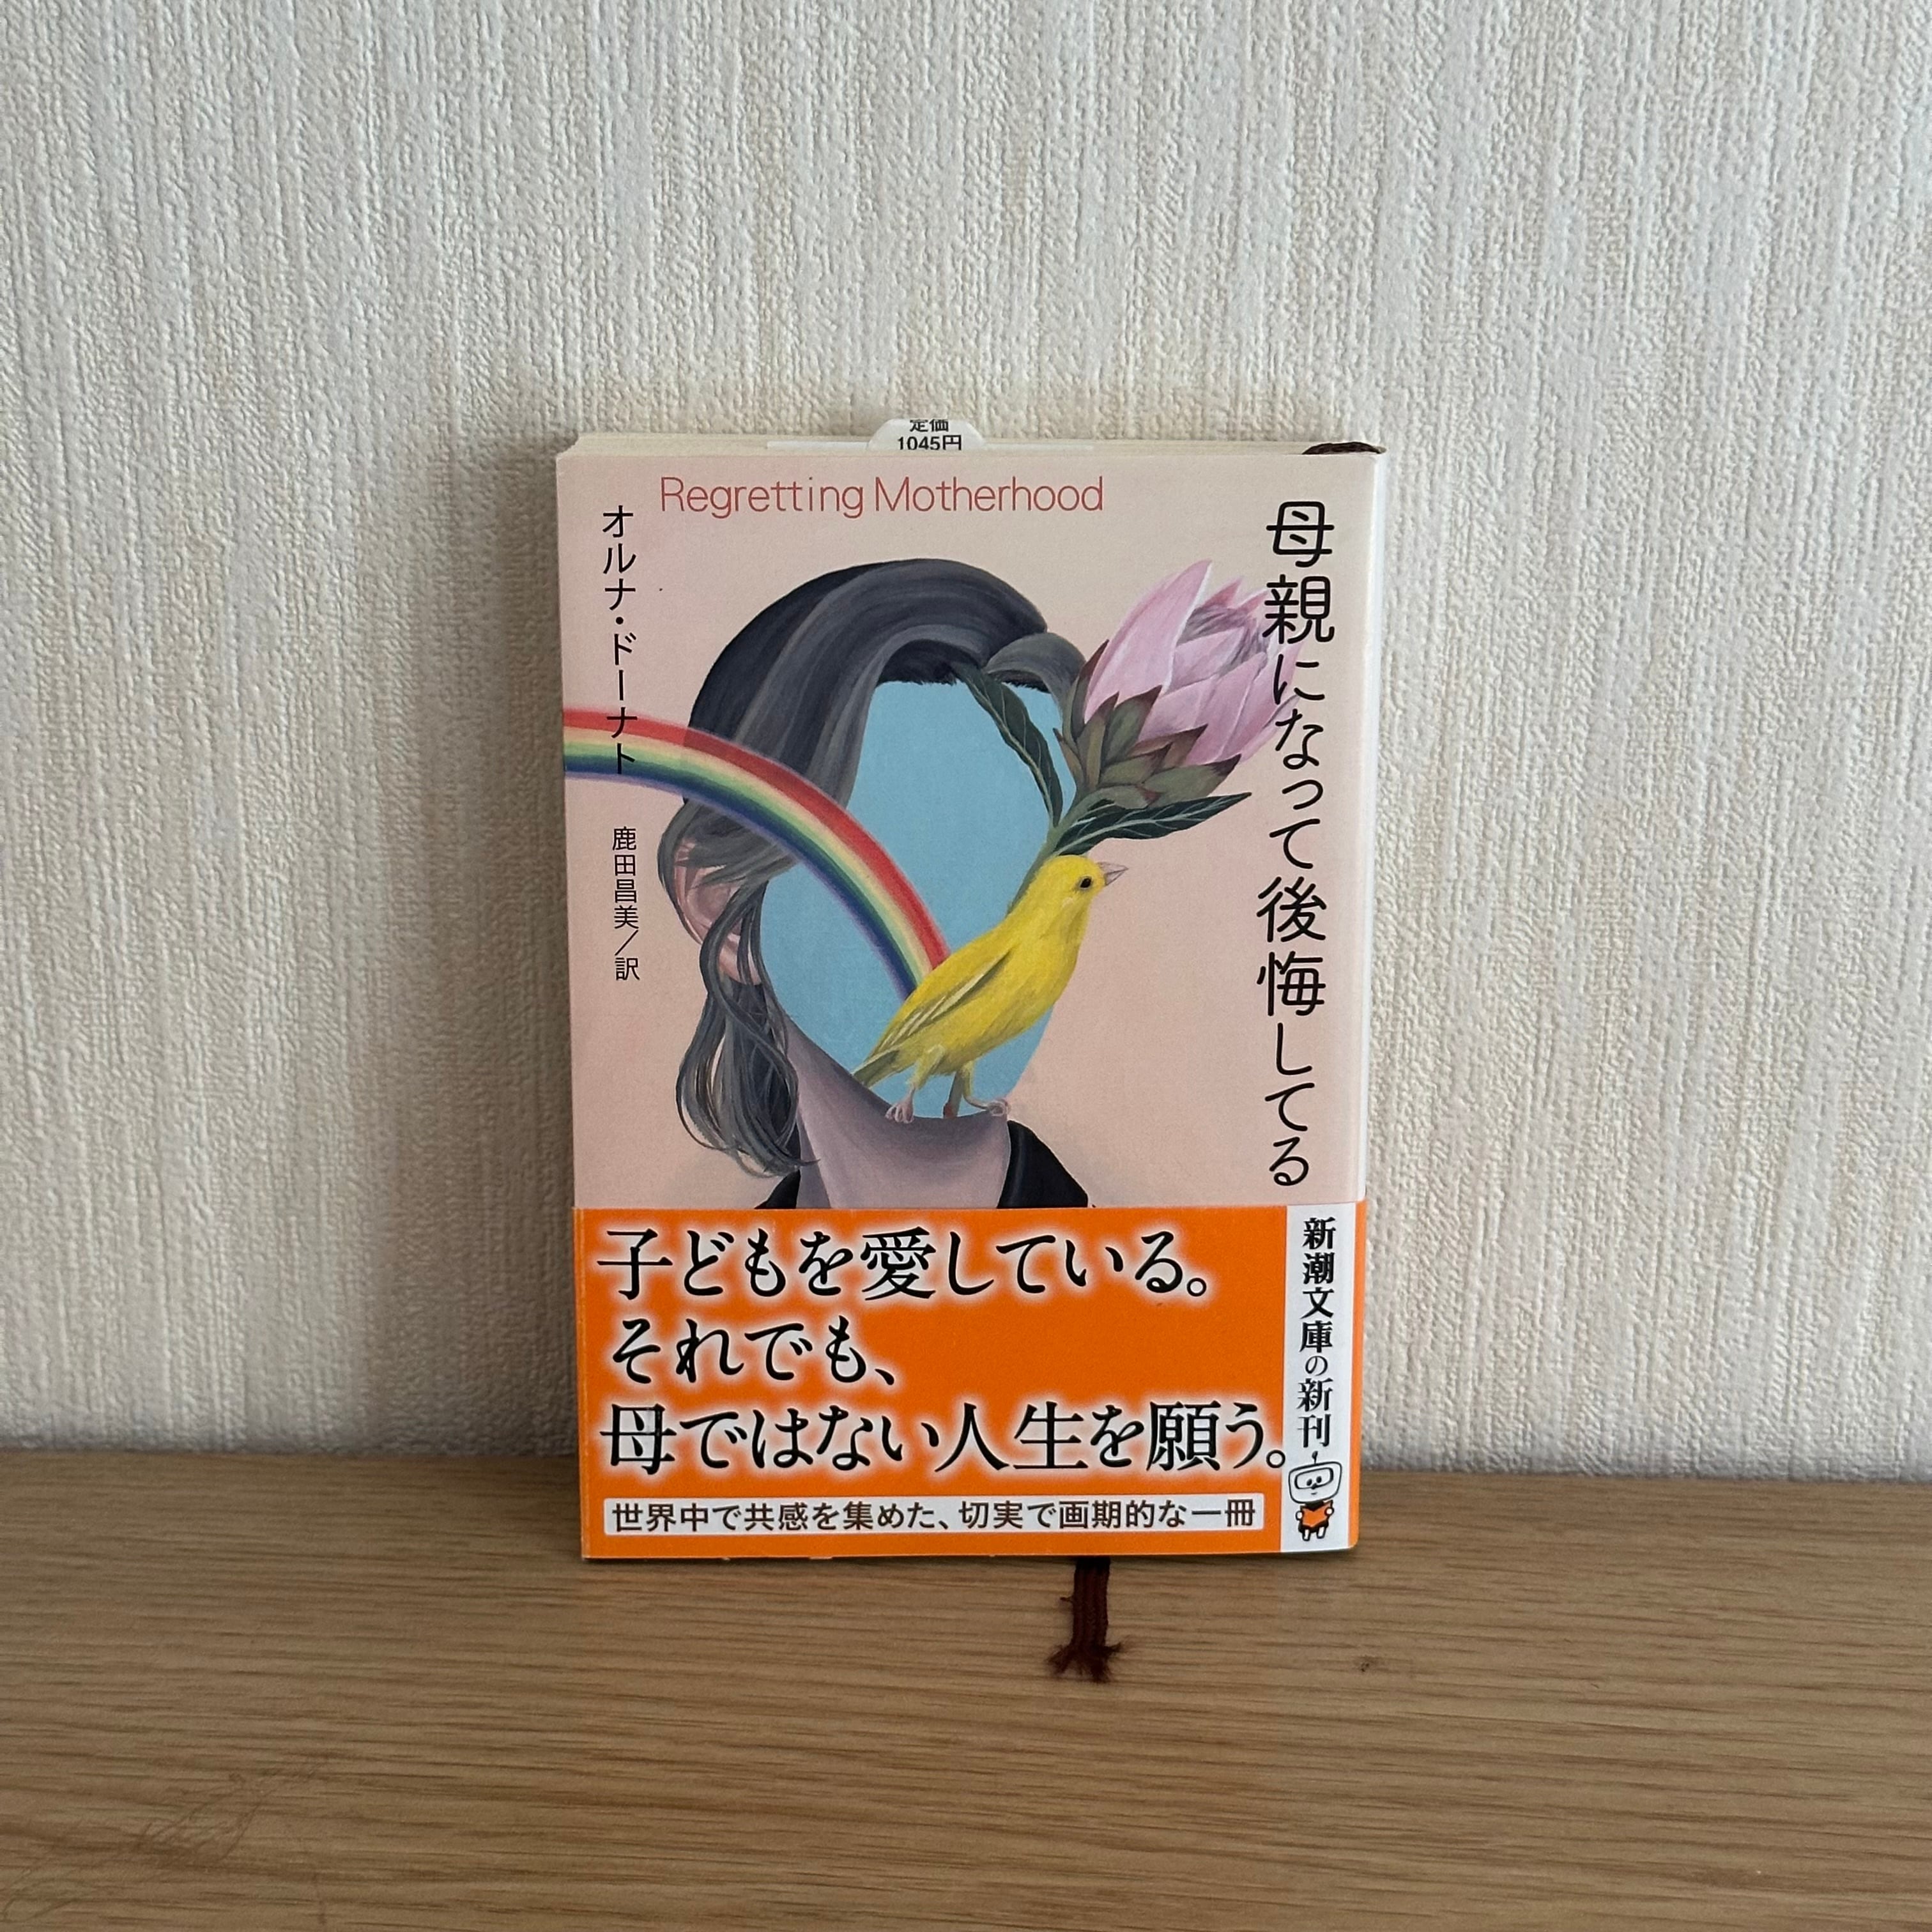 定価
1045円
Regretting Motherhood
母親になって後悔してる
オルナ・ドーナト
鹿田昌美／訳
子どもを愛している。
それでも、
母ではない人生を願う。
世界中で共感を集めた、切実で画期的な一冊
新潮文庫の新刊